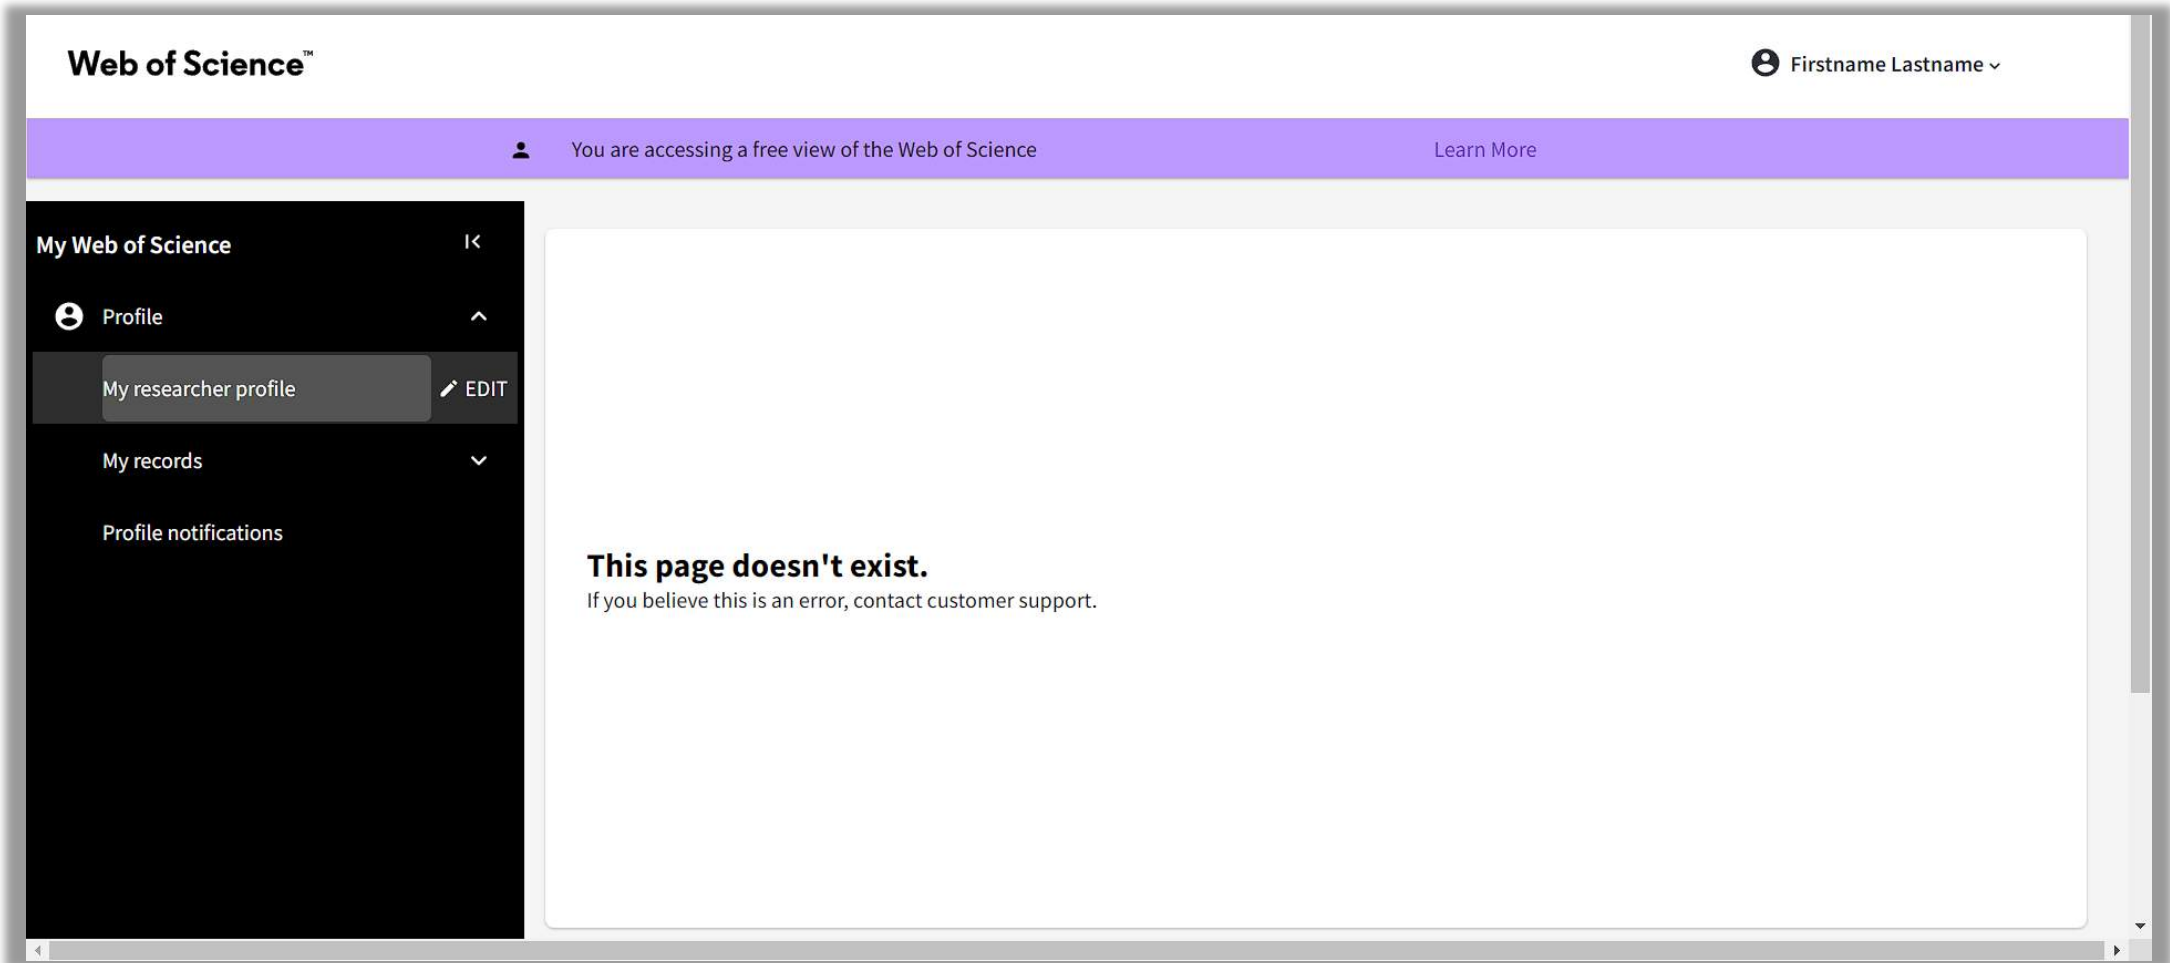 Web of Science™
Firstname Lastname
You are accessing a free view of the Web of Science
Learn More
My Web of Science
Profile
My researcher profile
EDIT
My records
Profile notifications
This page doesn't exist.
If you believe this is an error, contact customer support.